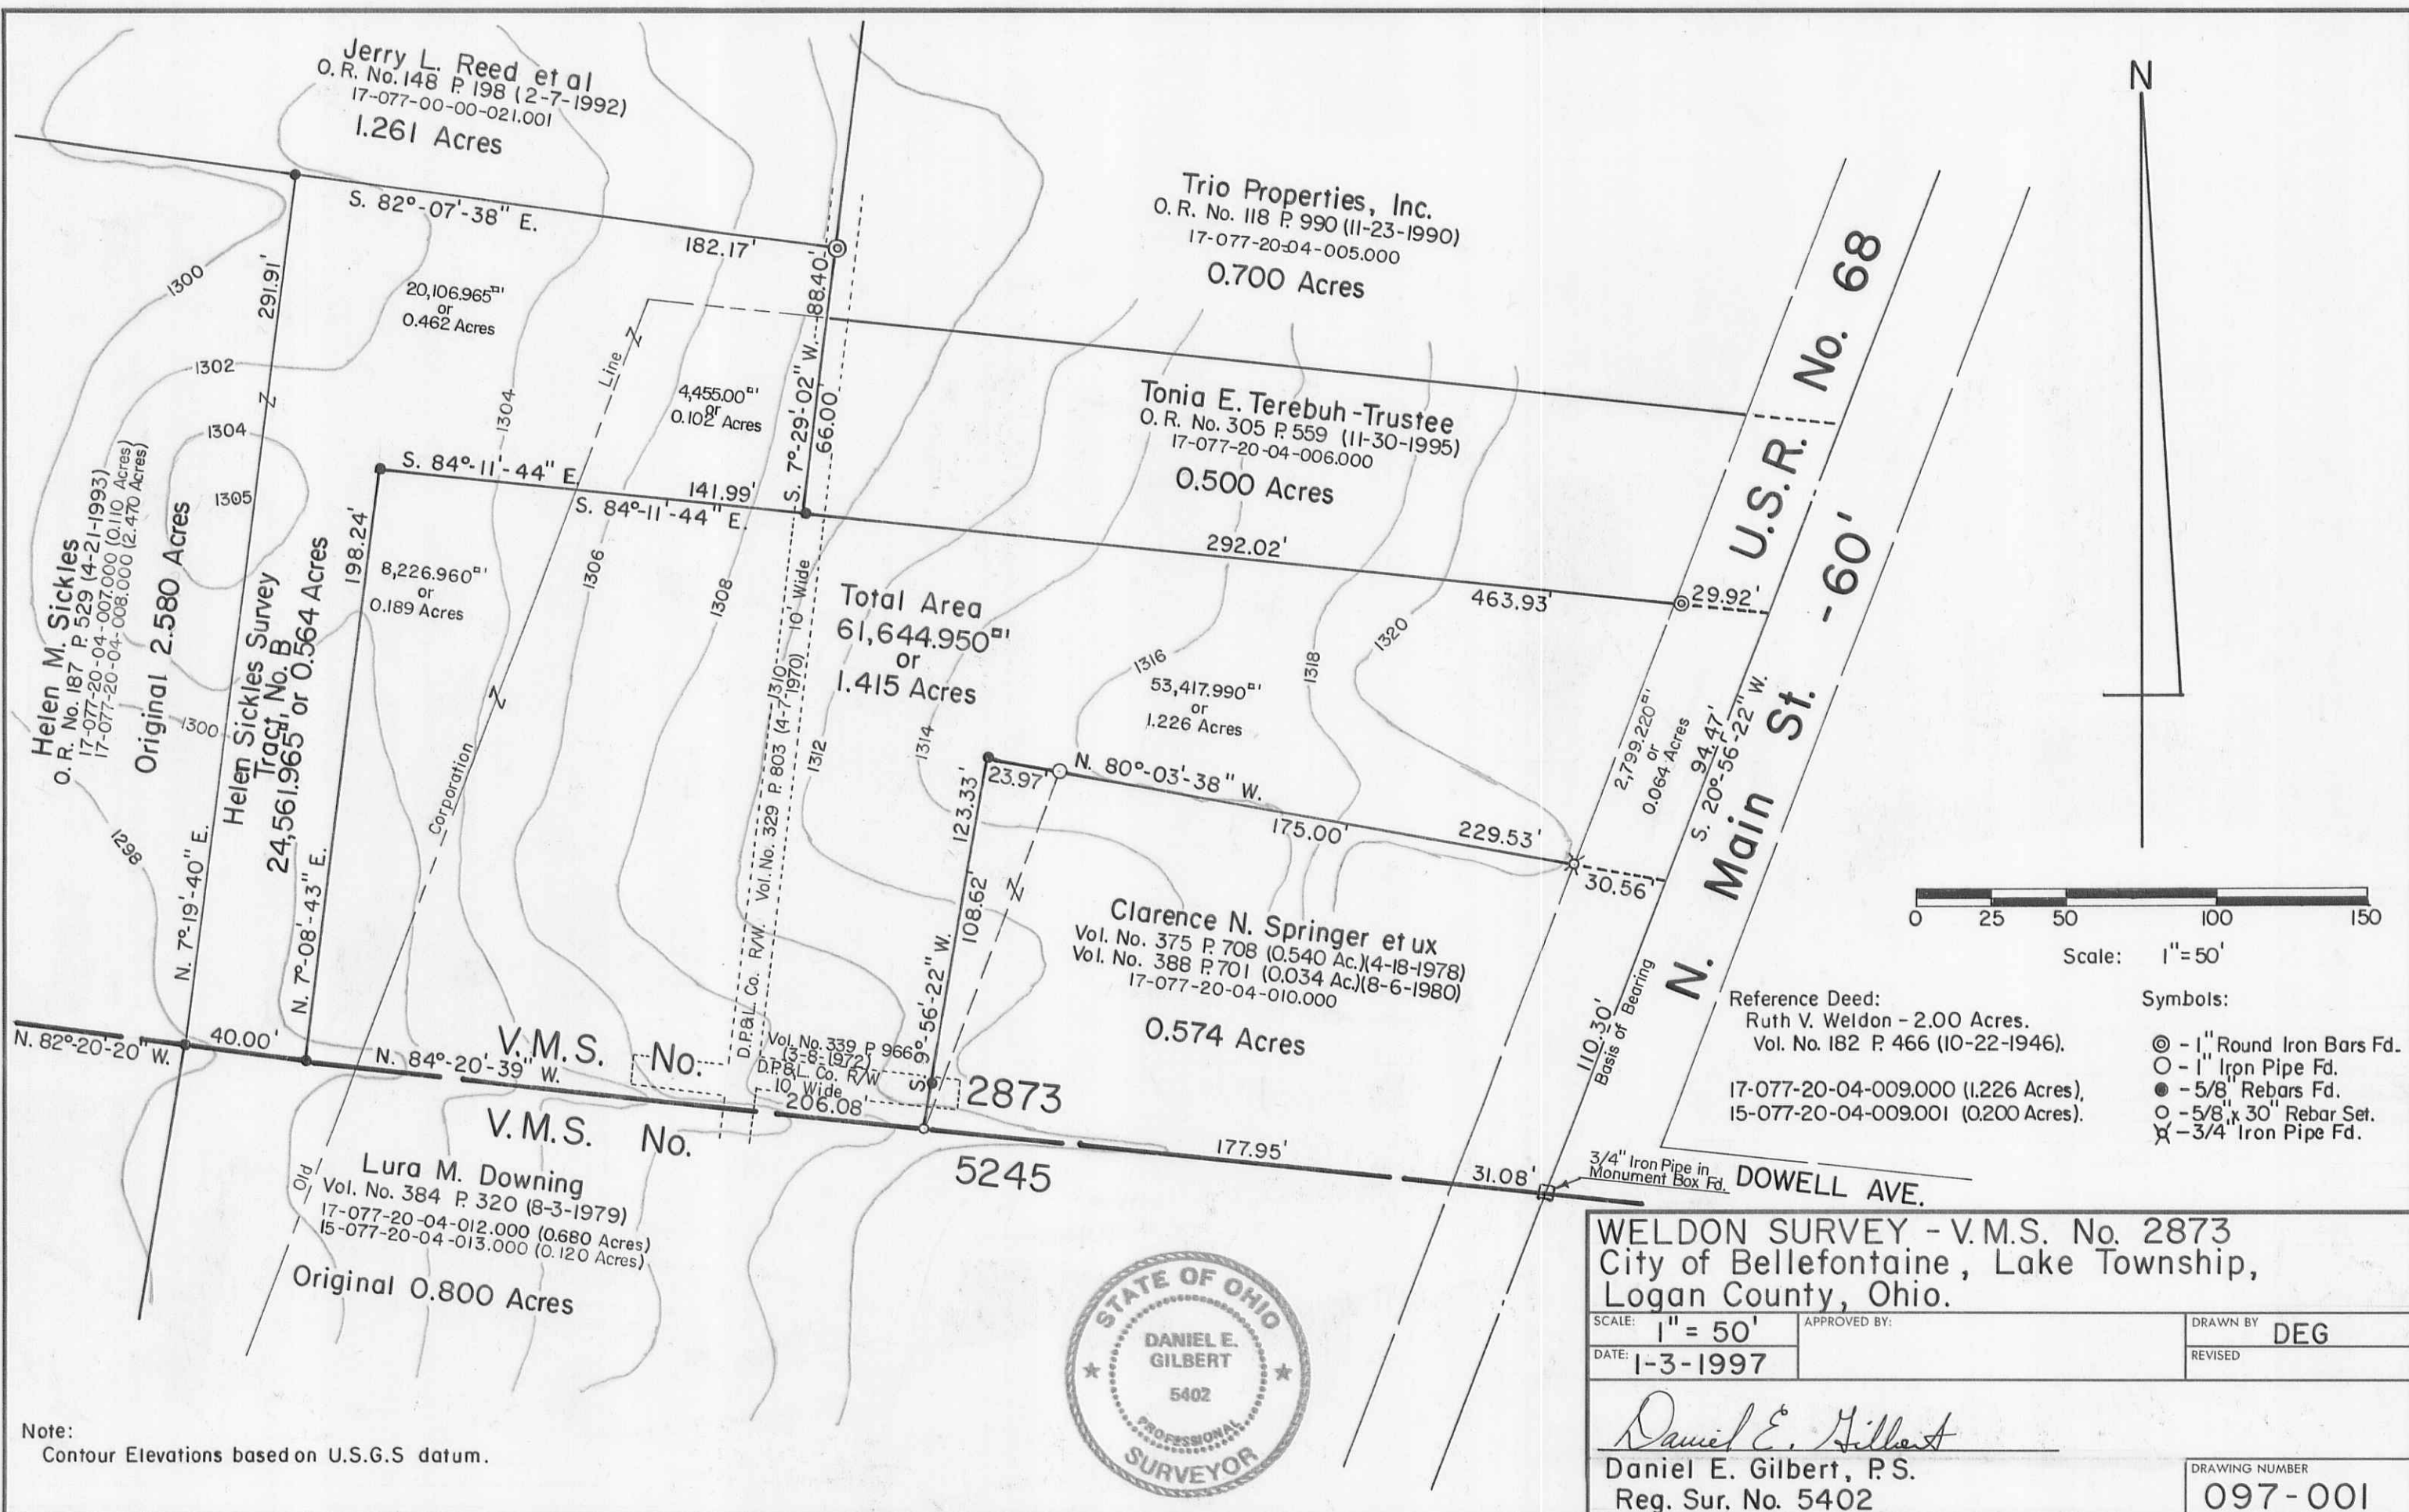 Jerry L. Reed et al
O. R. No. 148 P. 198 (2-7-1992)
17-077-00-00-021.001
1.261 Acres
S. 82°-07'-38" E.
182.17'
88.40'
291.91'
20,106.965□'
or
0.462 Acres
1300
1302
1304
1305
1304
Line
Z
4,455.00□'
or
0.102 Acres
S. 7°-29'-02" W.
66.00'
Trio Properties, Inc.
O. R. No. 118 P. 990 (11-23-1990)
17-077-20-04-005.000
0.700 Acres
Tonia E. Terebuh - Trustee
O. R. No. 305 P. 559 (11-30-1995)
17-077-20-04-006.000
0.500 Acres
N
U.S.R. No. 68
N. Main St. - 60'
S. 84°-11'-44" E.
141.99'
S. 84°-11'-44" E.
292.02'
463.93'
29.92'
Helen M. Sickles
O. R. No. 187 P. 529 (4-21-1993)
17-077-20-04-007.000 (0.110 Acres)
17-077-20-04-008.000 (2.470 Acres)
Original 2.580 Acres
Helen Sickles Survey
Tract No. B
24,561.965□' or 0.564 Acres
Z
198.24'
8,226.960□'
or
0.189 Acres
1306
1308
1310
1312
1314
1316
1318
1320
1300
1298
Z
Corporation
Total Area
61,644.950□'
or
1.415 Acres
53,417.990□'
or
1.226 Acres
2,799.220□'
or
0.064 Acres
94.47'
S. 20°-56'-22" W.
D.P.&L. Co. R/W. Vol. No. 329 P. 803 (4-7-1970) 10' Wide
23.97'
N. 80°-03'-38" W.
175.00'
229.53'
30.56'
123.33'
108.62'
S. 9°-56'-22" W.
Z
Clarence N. Springer et ux
Vol. No. 375 P. 708 (0.540 Ac.)(4-18-1978)
Vol. No. 388 P. 701 (0.034 Ac.)(8-6-1980)
17-077-20-04-010.000
0.574 Acres
N. 7°-19'-40" E.
N. 7°-08'-43" E.
N. 82°-20'-20" W.
40.00'
N. 84°-20'-39" W.
V.M.S. No. 2873
Vol. No. 339 P. 966
(3-8-1972)
D.P.&L. Co. R/W
10' Wide
206.08'
V.M.S. No. 5245
177.95'
31.08'
110.30'
Basis of Bearing
3/4" Iron Pipe in
Monument Box Fd.
DOWELL AVE.
Old
Lura M. Downing
Vol. No. 384 P. 320 (8-3-1979)
17-077-20-04-012.000 (0.680 Acres)
15-077-20-04-013.000 (0.120 Acres)
Original 0.800 Acres
0 25 50 100 150
Scale: 1"=50'
Reference Deed:
Ruth V. Weldon - 2.00 Acres.
Vol. No. 182 P. 466 (10-22-1946).
17-077-20-04-009.000 (1.226 Acres),
15-077-20-04-009.001 (0.200 Acres).
Symbols:
- 1" Round Iron Bars Fd.
- 1" Iron Pipe Fd.
- 5/8" Rebars Fd.
- 5/8" x 30" Rebar Set.
- 3/4" Iron Pipe Fd.
Note:
Contour Elevations based on U.S.G.S datum.
STATE OF OHIO
DANIEL E.
GILBERT
5402
PROFESSIONAL
SURVEYOR
WELDON SURVEY - V.M.S. No. 2873
City of Bellefontaine, Lake Township,
Logan County, Ohio.
SCALE: 1" = 50'
APPROVED BY:
DRAWN BY DEG
DATE: 1-3-1997
REVISED
Daniel E. Gilbert
Daniel E. Gilbert, P.S.
Reg. Sur. No. 5402
DRAWING NUMBER
097-001